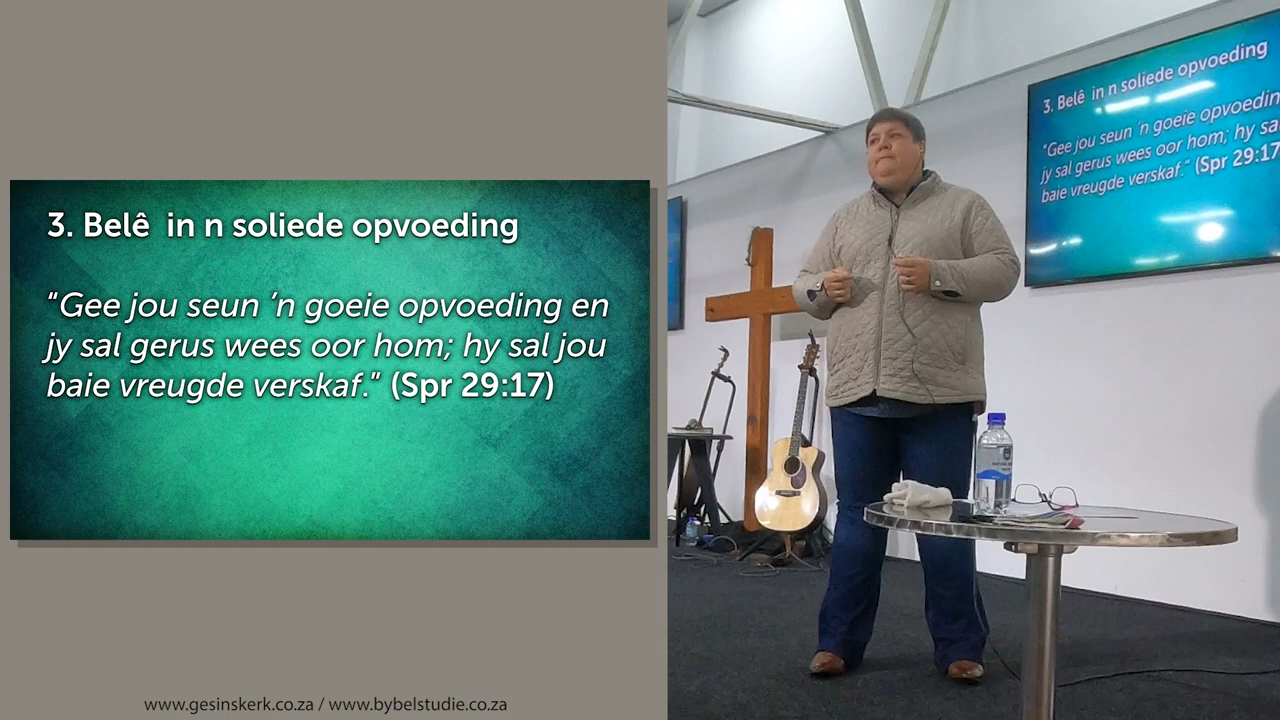 3. Belê  in n soliede opvoeding
“Gee jou seun ’n goeie opvoeding en
jy sal gerus wees oor hom; hy sal jou
baie vreugde verskaf.” (Spr 29:17)
www.gesinskerk.co.za / www.bybelstudie.co.za
3. Belê  in n soliede opvoeding
“Gee jou seun ’n goeie opvoedin
jy sal gerus wees oor hom; hy sa
baie vreugde verskaf.” (Spr 29:17